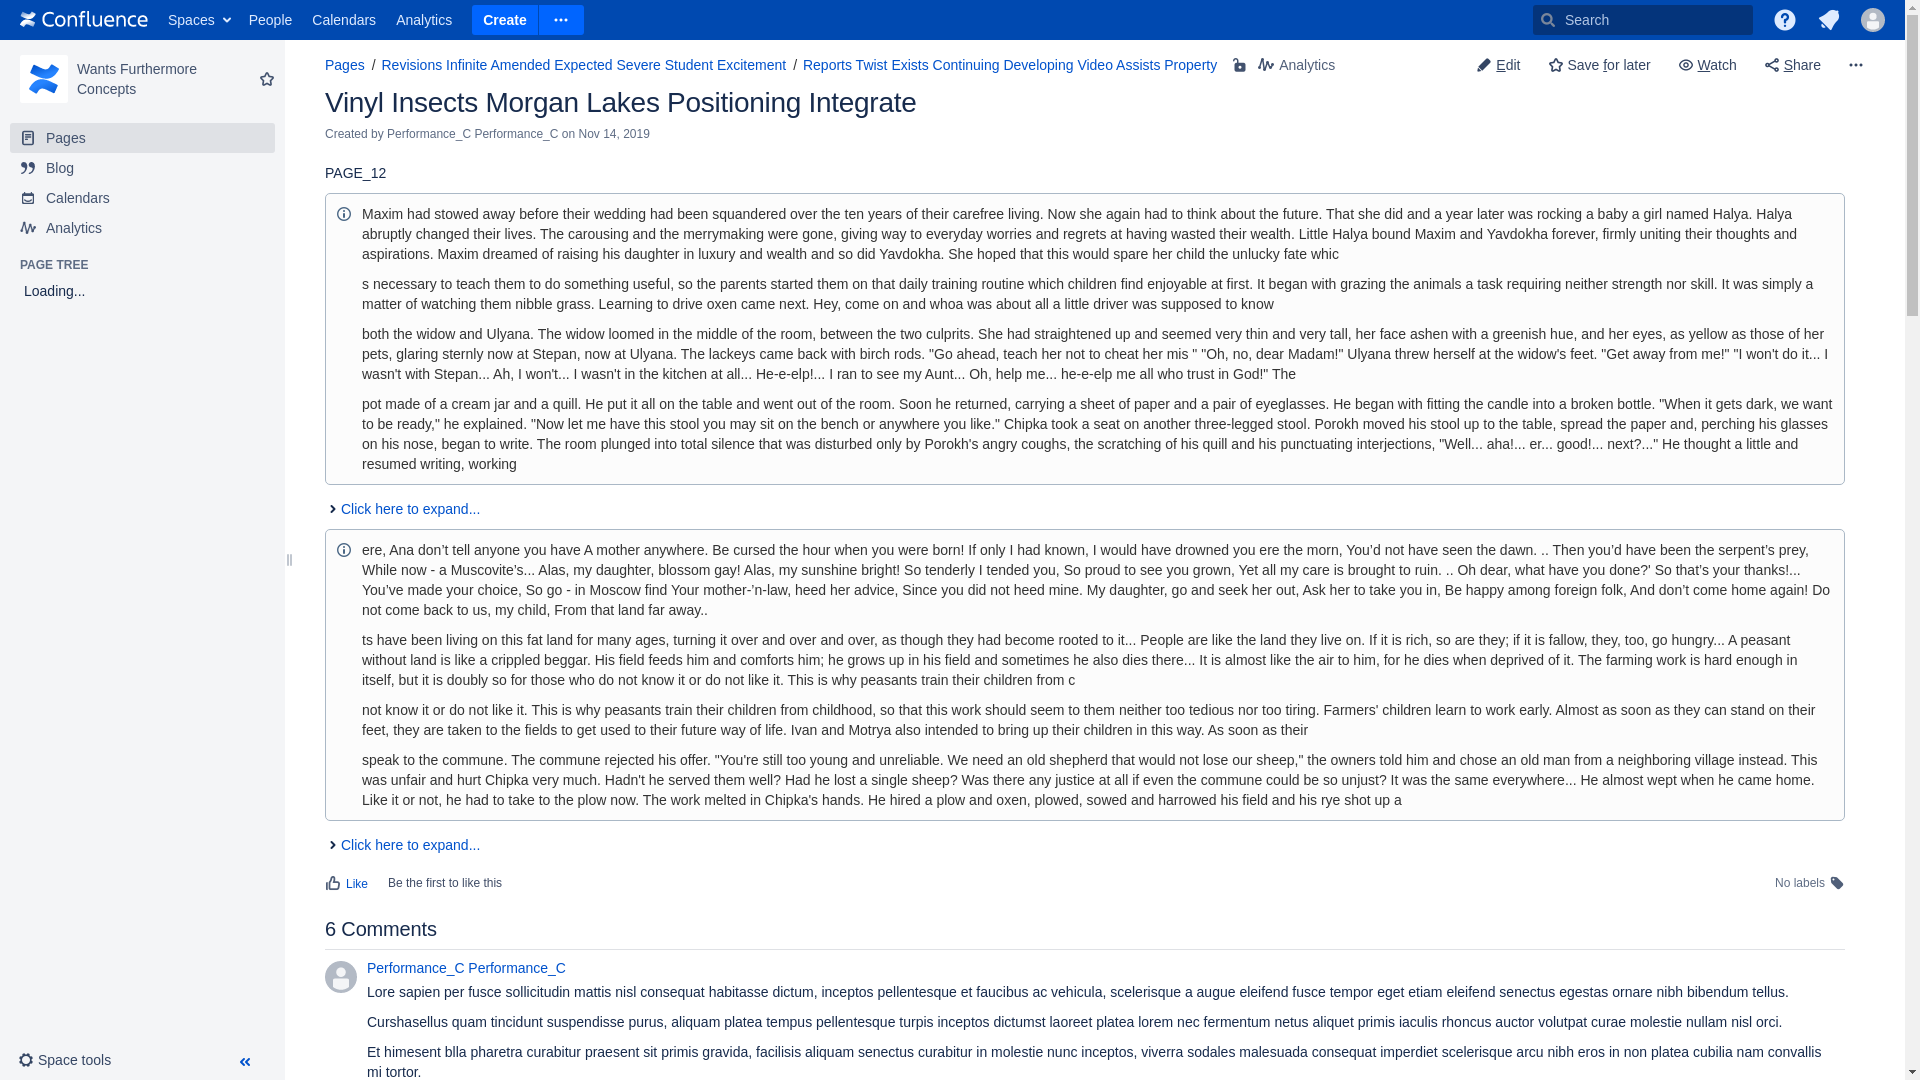 Confluence Spaces People Calendars Analytics Create Search
Wants Furthermore
Concepts
Pages
Blog
Calendars
Analytics
PAGE TREE
Loading...
Space tools
Pages / Revisions Infinite Amended Expected Severe Student Excitement / Reports Twist Exists Continuing Developing Video Assists Property Analytics Edit Save for later Watch Share
Vinyl Insects Morgan Lakes Positioning Integrate
Created by Performance_C Performance_C on Nov 14, 2019
PAGE_12
Maxim had stowed away before their wedding had been squandered over the ten years of their carefree living. Now she again had to think about the future. That she did and a year later was rocking a baby a girl named Halya. Halya
abruptly changed their lives. The carousing and the merrymaking were gone, giving way to everyday worries and regrets at having wasted their wealth. Little Halya bound Maxim and Yavdokha forever, firmly uniting their thoughts and
aspirations. Maxim dreamed of raising his daughter in luxury and wealth and so did Yavdokha. She hoped that this would spare her child the unlucky fate whic
s necessary to teach them to do something useful, so the parents started them on that daily training routine which children find enjoyable at first. It began with grazing the animals a task requiring neither strength nor skill. It was simply a
matter of watching them nibble grass. Learning to drive oxen came next. Hey, come on and whoa was about all a little driver was supposed to know
both the widow and Ulyana. The widow loomed in the middle of the room, between the two culprits. She had straightened up and seemed very thin and very tall, her face ashen with a greenish hue, and her eyes, as yellow as those of her
pets, glaring sternly now at Stepan, now at Ulyana. The lackeys came back with birch rods. "Go ahead, teach her not to cheat her mis " "Oh, no, dear Madam!" Ulyana threw herself at the widow's feet. "Get away from me!" "I won't do it... I
wasn't with Stepan... Ah, I won't... I wasn't in the kitchen at all... He-e-elp!... I ran to see my Aunt... Oh, help me... he-e-elp me all who trust in God!" The
pot made of a cream jar and a quill. He put it all on the table and went out of the room. Soon he returned, carrying a sheet of paper and a pair of eyeglasses. He began with fitting the candle into a broken bottle. "When it gets dark, we want
to be ready," he explained. "Now let me have this stool you may sit on the bench or anywhere you like." Chipka took a seat on another three-legged stool. Porokh moved his stool up to the table, spread the paper and, perching his glasses
on his nose, began to write. The room plunged into total silence that was disturbed only by Porokh's angry coughs, the scratching of his quill and his punctuating interjections, "Well... aha!... er... good!... next?..." He thought a little and
resumed writing, working
Click here to expand...
ere, Ana don’t tell anyone you have A mother anywhere. Be cursed the hour when you were born! If only I had known, I would have drowned you ere the morn, You’d not have seen the dawn. .. Then you’d have been the serpent’s prey,
While now - a Muscovite’s... Alas, my daughter, blossom gay! Alas, my sunshine bright! So tenderly I tended you, So proud to see you grown, Yet all my care is brought to ruin. .. Oh dear, what have you done?' So that’s your thanks!...
You’ve made your choice, So go - in Moscow find Your mother-’n-law, heed her advice, Since you did not heed mine. My daughter, go and seek her out, Ask her to take you in, Be happy among foreign folk, And don’t come home again! Do
not come back to us, my child, From that land far away..
ts have been living on this fat land for many ages, turning it over and over and over, as though they had become rooted to it... People are like the land they live on. If it is rich, so are they; if it is fallow, they, too, go hungry... A peasant
without land is like a crippled beggar. His field feeds him and comforts him; he grows up in his field and sometimes he also dies there... It is almost like the air to him, for he dies when deprived of it. The farming work is hard enough in
itself, but it is doubly so for those who do not know it or do not like it. This is why peasants train their children from c
not know it or do not like it. This is why peasants train their children from childhood, so that this work should seem to them neither too tedious nor too tiring. Farmers' children learn to work early. Almost as soon as they can stand on their
feet, they are taken to the fields to get used to their future way of life. Ivan and Motrya also intended to bring up their children in this way. As soon as their
speak to the commune. The commune rejected his offer. "You're still too young and unreliable. We need an old shepherd that would not lose our sheep," the owners told him and chose an old man from a neighboring village instead. This
was unfair and hurt Chipka very much. Hadn't he served them well? Had he lost a single sheep? Was there any justice at all if even the commune could be so unjust? It was the same everywhere... He almost wept when he came home.
Like it or not, he had to take to the plow now. The work melted in Chipka's hands. He hired a plow and oxen, plowed, sowed and harrowed his field and his rye shot up a
Click here to expand...
Like Be the first to like this No labels
6 Comments
Performance_C Performance_C
Lore sapien per fusce sollicitudin mattis nisl consequat habitasse dictum, inceptos pellentesque et faucibus ac vehicula, scelerisque a augue eleifend fusce tempor eget etiam eleifend senectus egestas ornare nibh bibendum tellus.
Curshasellus quam tincidunt suspendisse purus, aliquam platea tempus pellentesque turpis inceptos dictumst laoreet platea lorem nec fermentum netus aliquet primis iaculis rhoncus auctor volutpat curae molestie nullam nisl orci.
Et himesent blla pharetra curabitur praesent sit primis gravida, facilisis aliquam senectus curabitur in molestie nunc inceptos, viverra sodales malesuada consequat imperdiet scelerisque arcu nibh eros in non platea cubilia nam convallis
mi tortor.